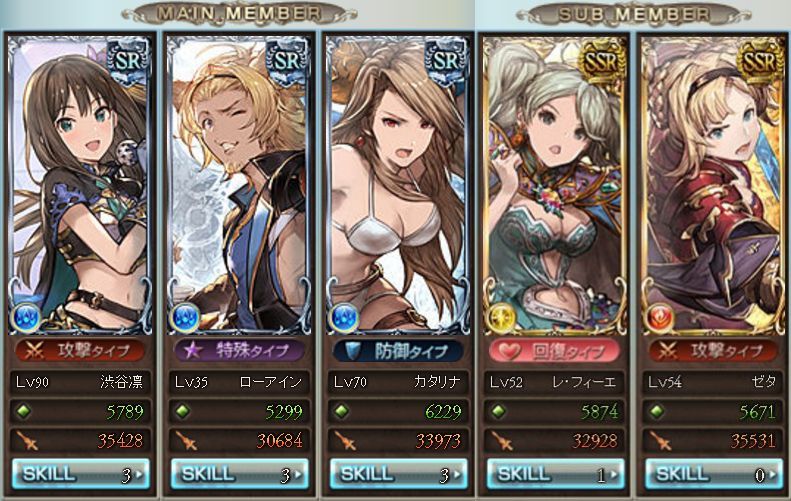 MAIN MEMBER SUB MEMBER
SR SR SR SSR SSR
攻撃タイプ 特殊タイプ 防御タイプ 回復タイプ 攻撃タイプ
Lv90 渋谷凛 Lv35 ローアイン Lv70 カタリナ Lv52 レ・フィーエ Lv54 ゼタ
5789 5299 6229 5874 5671
35428 30684 33973 32928 35531
SKILL 3 SKILL 3 SKILL 3 SKILL 1 SKILL 0